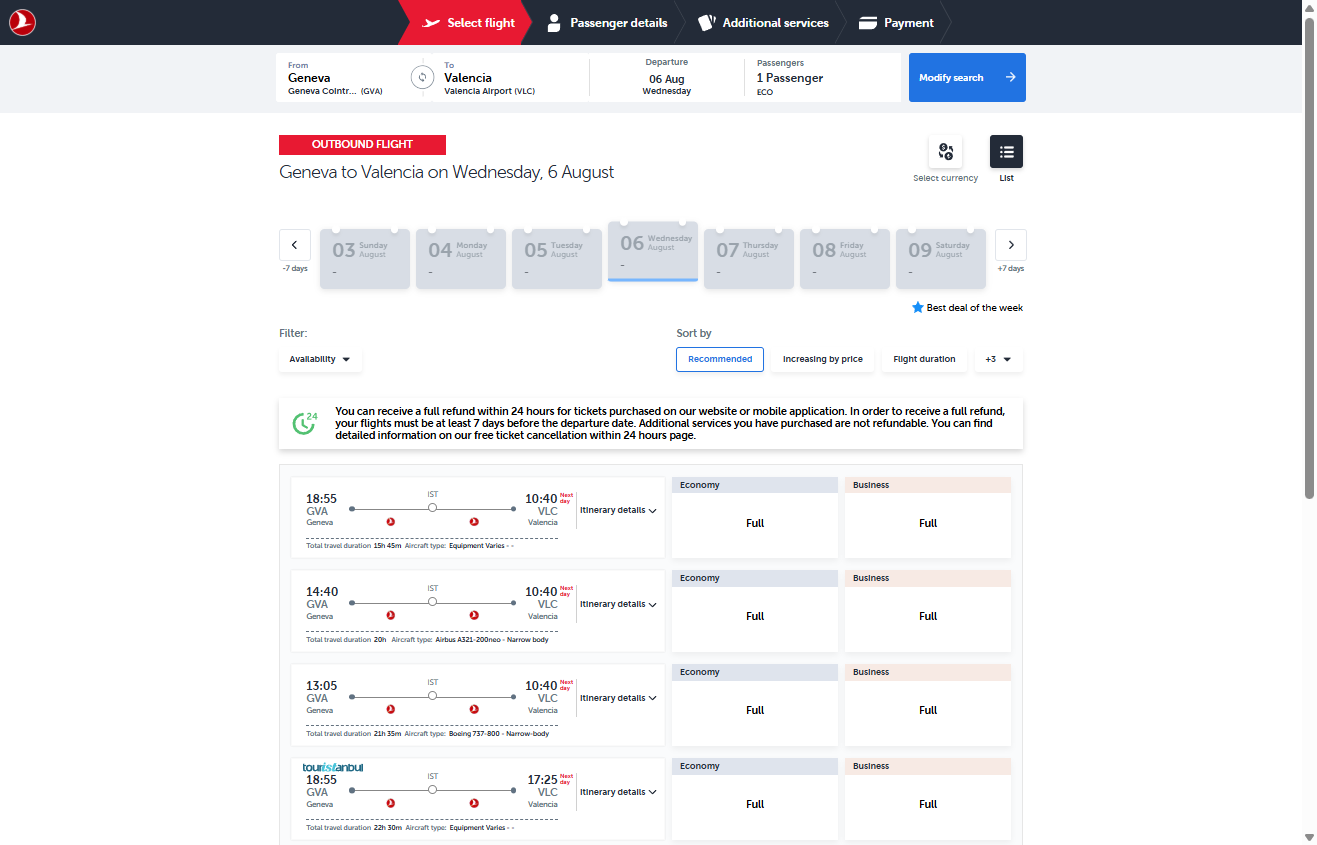 Select flight
Passenger details
Additional services
Payment
From
Geneva
Geneva Cointr... (GVA)
To
Valencia
Valencia Airport (VLC)
Departure
06 Aug
Wednesday
Passengers
1 Passenger
ECO
Modify search
OUTBOUND FLIGHT
Geneva to Valencia on Wednesday, 6 August
Select currency
List
-7 days
03 Sunday August
-
04 Monday August
-
05 Tuesday August
-
06 Wednesday August
-
07 Thursday August
-
08 Friday August
-
09 Saturday August
-
+7 days
Best deal of the week
Filter:
Availability
Sort by
Recommended
Increasing by price
Flight duration
+3
24
You can receive a full refund within 24 hours for tickets purchased on our website or mobile application. In order to receive a full refund,
your flights must be at least 7 days before the departure date. Additional services you have purchased are not refundable. You can find
detailed information on our free ticket cancellation within 24 hours page.
18:55
GVA
Geneva
IST
10:40 Next day
VLC
Valencia
Itinerary details
Total travel duration 15h 45m Aircraft type: Equipment Varies - -
Economy
Full
Business
Full
14:40
GVA
Geneva
IST
10:40 Next day
VLC
Valencia
Itinerary details
Total travel duration 20h Aircraft type: Airbus A321-200neo - Narrow body
Economy
Full
Business
Full
13:05
GVA
Geneva
IST
10:40 Next day
VLC
Valencia
Itinerary details
Total travel duration 21h 35m Aircraft type: Boeing 737-800 - Narrow-body
Economy
Full
Business
Full
touristanbul
18:55
GVA
Geneva
IST
17:25 Next day
VLC
Valencia
Itinerary details
Total travel duration 22h 30m Aircraft type: Equipment Varies - -
Economy
Full
Business
Full